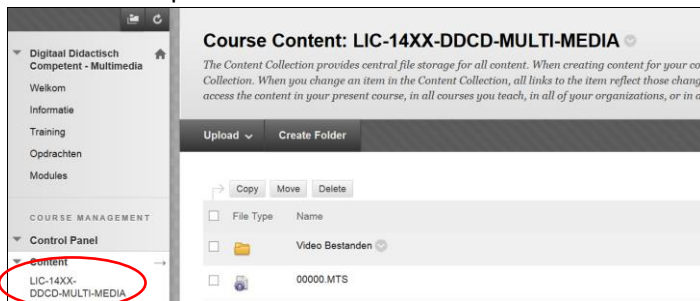 Digitaal Didactisch
Competent - Multimedia
Welkom
Informatie
Training
Opdrachten
Modules
COURSE MANAGEMENT
Control Panel
Content
LIC-14XX-
DDCD-MULTI-MEDIA
Course Content: LIC-14XX-DDCD-MULTI-MEDIA
The Content Collection provides central file storage for all content. When creating content for your co
Collection. When you change an item in the Content Collection, all links to the item reflect those chang
access the content in your present course, in all courses you teach, in all of your organizations, or in a
Upload Create Folder
Copy Move Delete
File Type Name
Video Bestanden
00000.MTS